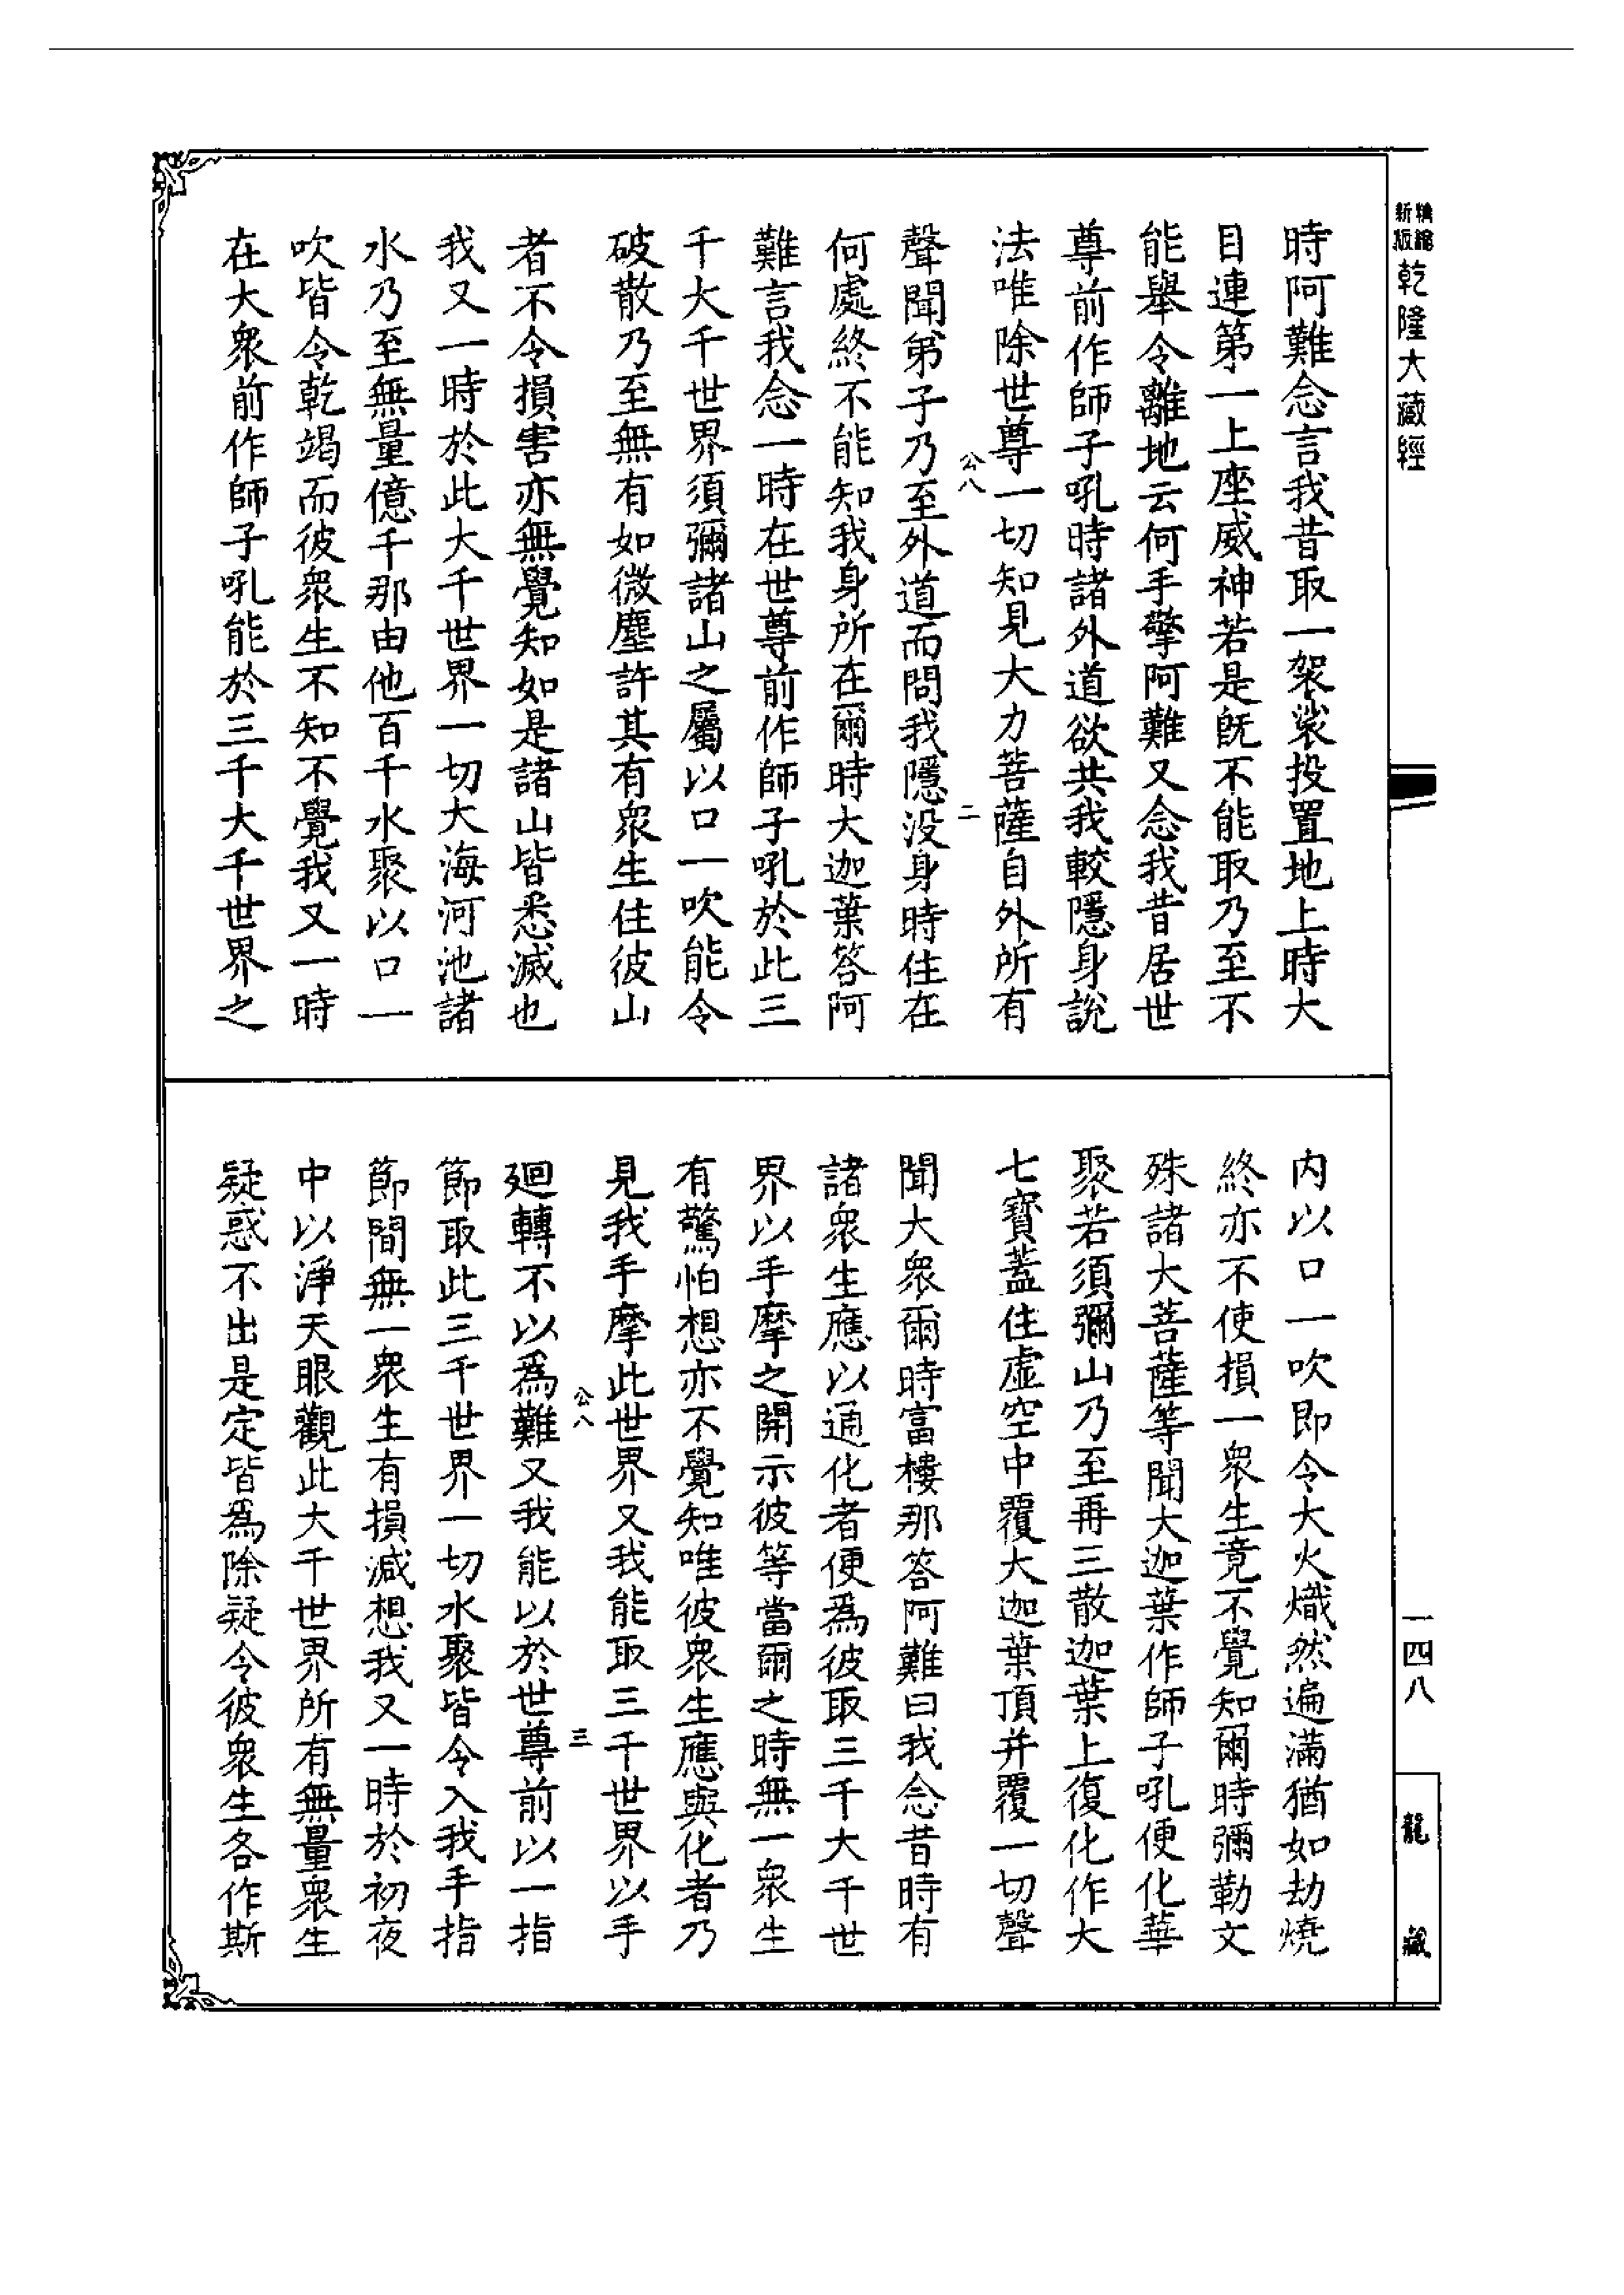 新版
精縮
乾隆大藏經
時阿難念言我昔取一袈裟投置地上時大
目連第一上座威神若是旣不能取乃至不
能舉令離地云何手擎阿難又念我昔居世
尊前作師子吼時諸外道欲共我較隱身說
法唯除世尊一切知見大力菩薩自外所有
公八
二
聲聞弟子乃至外道而問我隱没身時住在
何處終不能知我身所在爾時大迦葉答阿
難言我念一時在世尊前作師子吼於此三
千大千世界須彌諸山之屬以口一吹能令
破散乃至無有如微塵許其有衆生住彼山
者不令損害亦無覺知如是諸山皆悉滅也
我又一時於此大千世界一切大海河池諸
水乃至無量億千那由他百千水聚以口一
吹皆令乾竭而彼衆生不知不覺我又一時
在大衆前作師子吼能於三千大千世界之
内以口一吹即令大火熾然遍滿猶如劫燒
終亦不使損一衆生竟不覺知爾時彌勒文
殊諸大菩薩等聞大迦葉作師子吼便化華
聚若須彌山乃至再三散迦葉上復化作大
七寶蓋住虛空中覆大迦葉頂并覆一切聲
聞大衆爾時富樓那答阿難曰我念昔時有
諸衆生應以通化者便爲彼取三千大千世
界以手摩之開示彼等當爾之時無一衆生
有驚怕想亦不覺知唯彼衆生應與化者乃
見我手摩此世界又我能取三千世界以手
公八
三
廻轉不以爲難又我能以於世尊前以一指
節取此三千世界一切水聚皆令入我手指
節間無一衆生有損減想我又一時於初夜
中以淨天眼觀此大千世界所有無量衆生
疑惑不出是定皆爲除疑令彼衆生各作斯
一四八
龍藏